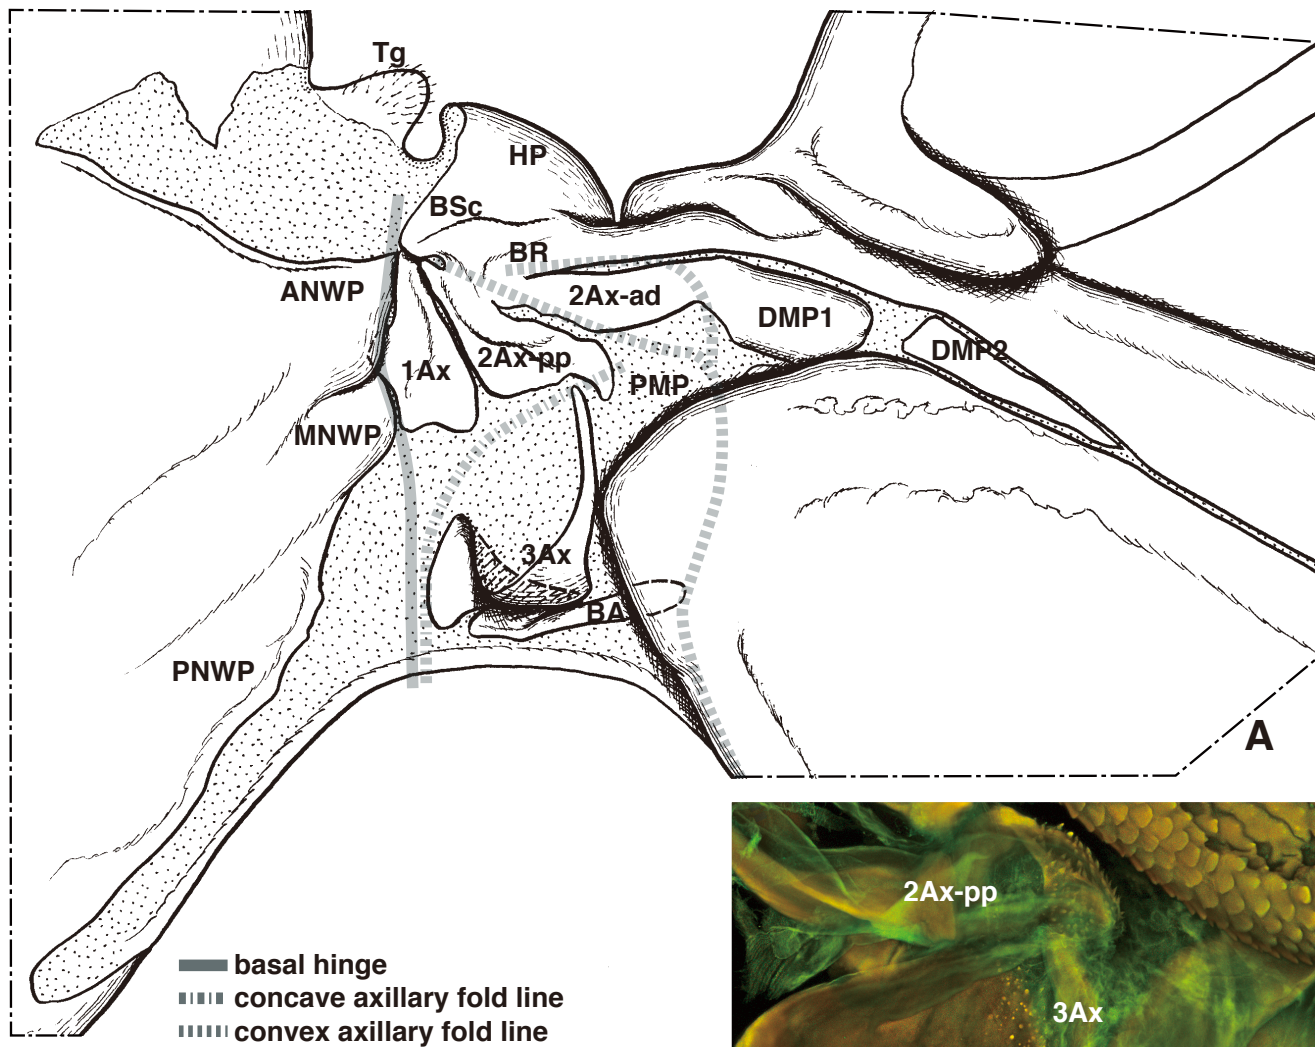 Tg
HP
BSc
BR
ANWP
2Ax-ad
DMP1
DMP2
2Ax-pp
1Ax
PMP
MNWP
3Ax
BA
PNWP
A
2Ax-pp
basal hinge
concave axillary fold line
3Ax
convex axillary fold line